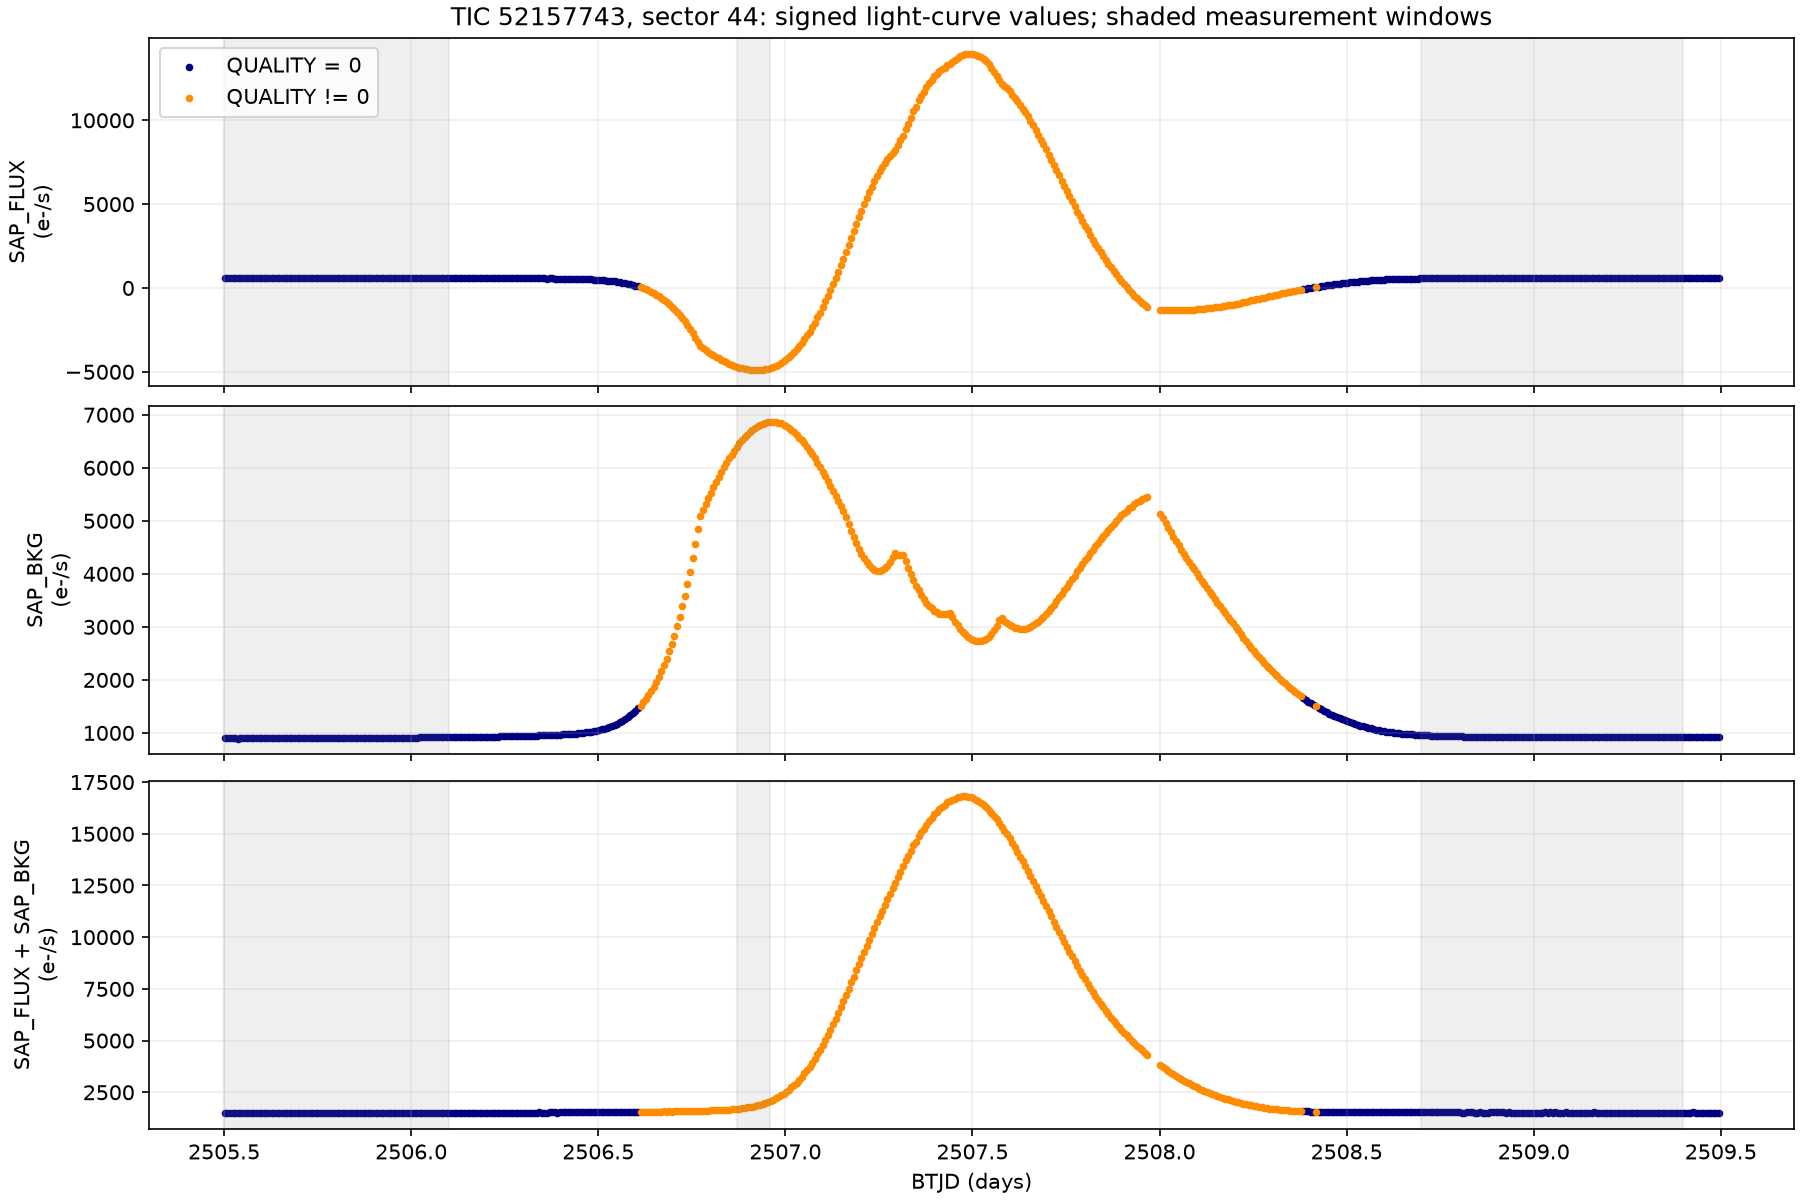 TIC 52157743, sector 44: signed light-curve values; shaded measurement windows
QUALITY = 0
QUALITY != 0
SAP_FLUX
(e-/s)
10000
5000
0
−5000
SAP_BKG
(e-/s)
7000
6000
5000
4000
3000
2000
1000
SAP_FLUX + SAP_BKG
(e-/s)
17500
15000
12500
10000
7500
5000
2500
2505.5 2506.0 2506.5 2507.0 2507.5 2508.0 2508.5 2509.0 2509.5
BTJD (days)